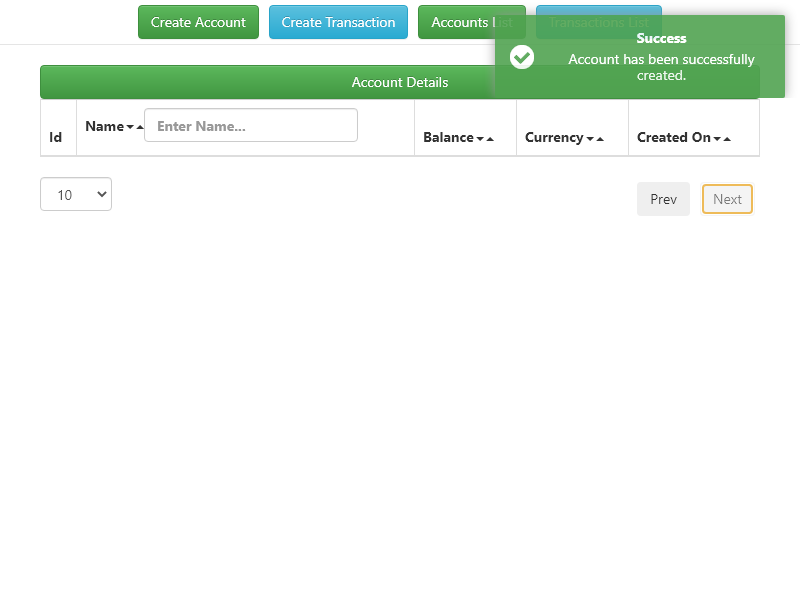 Create Account
Create Transaction
Accounts List
Transactions List
Success
Account has been successfully
created.
Account Details
Id
Name
Enter Name...
Balance
Currency
Created On
10
Prev
Next